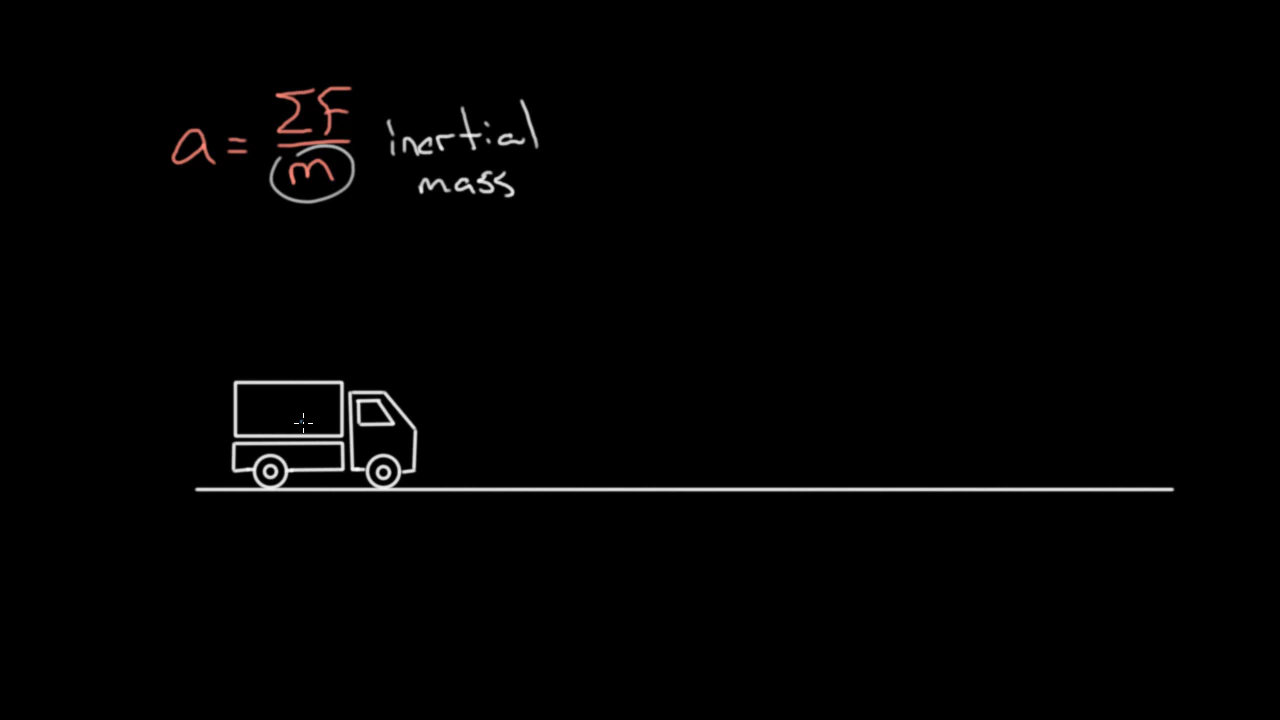 a = ΣF/m
inertial
mass